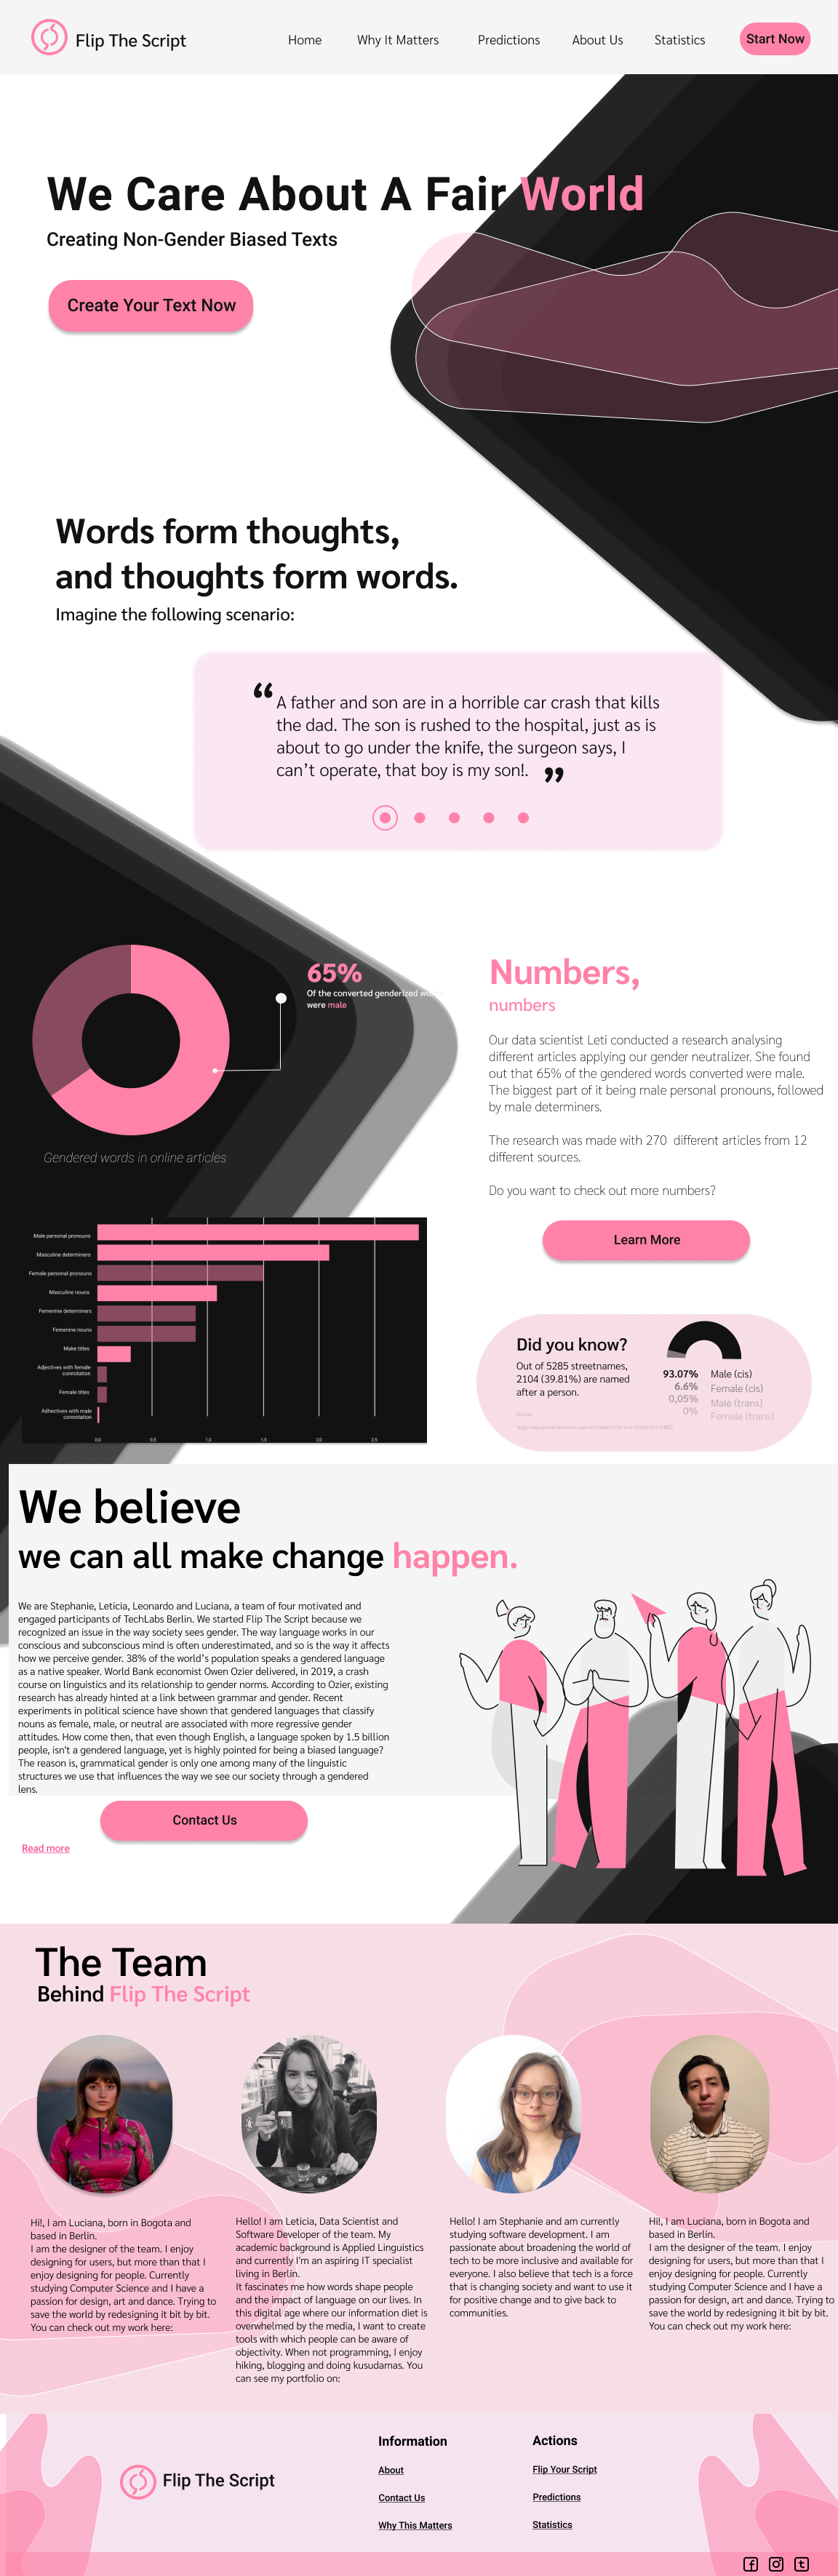 Flip The Script
Home
Why It Matters
Predictions
About Us
Statistics
Start Now
We Care About A Fair World
Creating Non-Gender Biased Texts
Create Your Text Now
Words form thoughts,
and thoughts form words.
Imagine the following scenario:
“ A father and son are in a horrible car crash that kills
the dad. The son is rushed to the hospital, just as is
about to go under the knife, the surgeon says, I
can’t operate, that boy is my son!. ”
65%
Of the converted genderized wo
were male
Gendered words in online articles
Numbers,
numbers
Our data scientist Leti conducted a research analysing
different articles applying our gender neutralizer. She found
out that 65% of the gendered words converted were male.
The biggest part of it being male personal pronouns, followed
by male determiners.
The research was made with 270 different articles from 12
different sources.
Do you want to check out more numbers?
Learn More
Male personal pronouns
Masculine determiners
Female personal pronouns
Masculine nouns
Femenine determiners
Femenine nouns
Make titles
Adjectives with female
connotation
Female titles
Adhectives with male
connotation
0,0
0,5
1,0
1,5
2,0
2,5
Did you know?
Out of 5285 streetnames,
2104 (39.81%) are named
after a person.
93.07% Male (cis)
6.6% Female (cis)
0,05% Male (trans)
0% Female (trans)
We believe
we can all make change happen.
We are Stephanie, Leticia, Leonardo and Luciana, a team of four motivated and
engaged participants of TechLabs Berlin. We started Flip The Script because we
recognized an issue in the way society sees gender. The way language works in our
conscious and subconscious mind is often underestimated, and so is the way it affects
how we perceive gender. 38% of the world’s population speaks a gendered language
as a native speaker. World Bank economist Owen Ozier delivered, in 2019, a crash
course on linguistics and its relationship to gender norms. According to Ozier, existing
research has already hinted at a link between grammar and gender. Recent
experiments in political science have shown that gendered languages that classify
nouns as female, male, or neutral are associated with more regressive gender
attitudes. How come then, that even though English, a language spoken by 1.5 billion
people, isn't a gendered language, yet is highly pointed for being a biased language?
The reason is, grammatical gender is only one among many of the linguistic
structures we use that influences the way we see our society through a gendered
lens.
Contact Us
Read more
The Team
Behind Flip The Script
Hi!, I am Luciana, born in Bogota and
based in Berlin.
I am the designer of the team. I enjoy
designing for users, but more than that I
enjoy designing for people. Currently
studying Computer Science and I have a
passion for design, art and dance. Trying to
save the world by redesigning it bit by bit.
You can check out my work here:
Hello! I am Leticia, Data Scientist and
Software Developer of the team. My
academic background is Applied Linguistics
and currently I'm an aspiring IT specialist
living in Berlin.
It fascinates me how words shape people
and the impact of language on our lives. In
this digital age where our information diet is
overwhelmed by the media, I want to create
tools with which people can be aware of
objectivity. When not programming, I enjoy
hiking, blogging and doing kusudamas. You
can see my portfolio on:
Hello! I am Stephanie and am currently
studying software development. I am
passionate about broadening the world of
tech to be more inclusive and available for
everyone. I also believe that tech is a force
that is changing society and want to use it
for positive change and to give back to
communities.
Hi!, I am Luciana, born in Bogota and
based in Berlin.
I am the designer of the team. I enjoy
designing for users, but more than that I
enjoy designing for people. Currently
studying Computer Science and I have a
passion for design, art and dance. Trying to
save the world by redesigning it bit by bit.
You can check out my work here:
Flip The Script
Information
About
Contact Us
Why This Matters
Actions
Flip Your Script
Predictions
Statistics